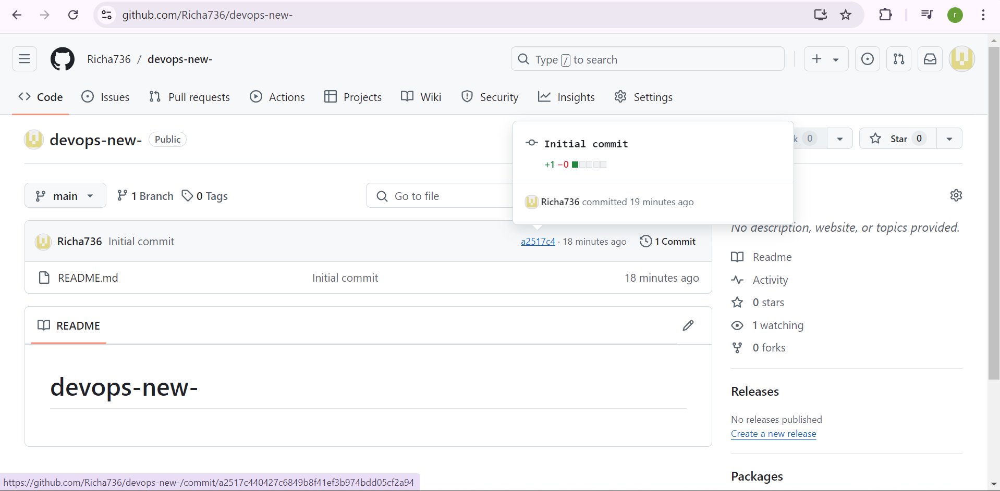 github.com/Richa736/devops-new-
r
Richa736 / devops-new-
Type / to search
Code Issues Pull requests Actions Projects Wiki Security Insights Settings
devops-new- Public
k 0
Star 0
Initial commit
+1 −0
Richa736 committed 19 minutes ago
main
1 Branch
0 Tags
Go to file
Richa736 Initial commit
a2517c4 · 18 minutes ago
1 Commit
README.md Initial commit 18 minutes ago
README
devops-new-
No description, website, or topics provided.
Readme
Activity
0 stars
1 watching
0 forks
Releases
No releases published
Create a new release
Packages
https://github.com/Richa736/devops-new-/commit/a2517c440427c6849b8f41ef3b974bdd05cf2a94